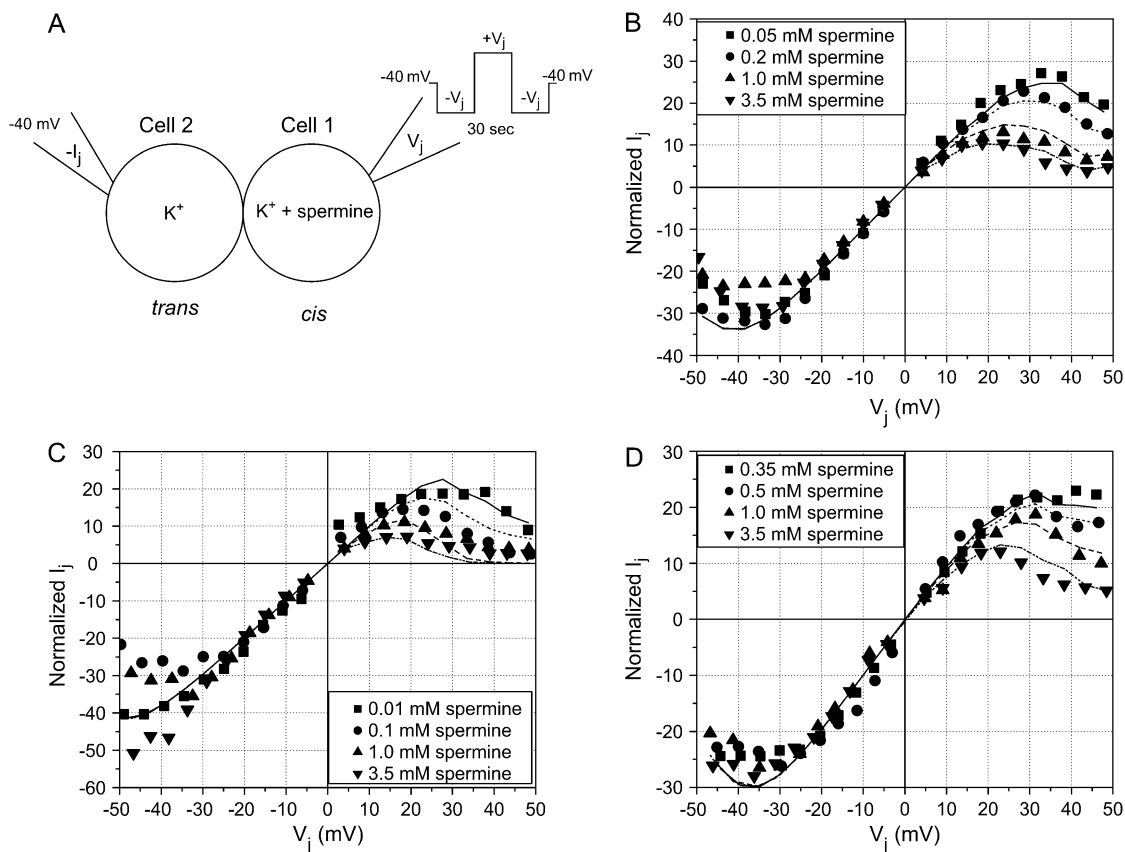 A
+Vj
-40 mV
-40 mV
-Vj
-Vj
30 sec
-40 mV
-Ij
Vj
Cell 2
Cell 1
K+
K+ + spermine
trans
cis
B
0.05 mM spermine
0.2 mM spermine
1.0 mM spermine
3.5 mM spermine
Normalized Ij
40
30
20
10
0
-10
-20
-30
-40
-50 -40 -30 -20 -10 0 10 20 30 40 50
Vj (mV)
C
Normalized Ij
30
20
10
0
-10
-20
-30
-40
-50
-60
0.01 mM spermine
0.1 mM spermine
1.0 mM spermine
3.5 mM spermine
-50 -40 -30 -20 -10 0 10 20 30 40 50
Vj (mV)
D
0.35 mM spermine
0.5 mM spermine
1.0 mM spermine
3.5 mM spermine
Normalized Ij
30
20
10
0
-10
-20
-30
-50 -40 -30 -20 -10 0 10 20 30 40 50
Vj (mV)